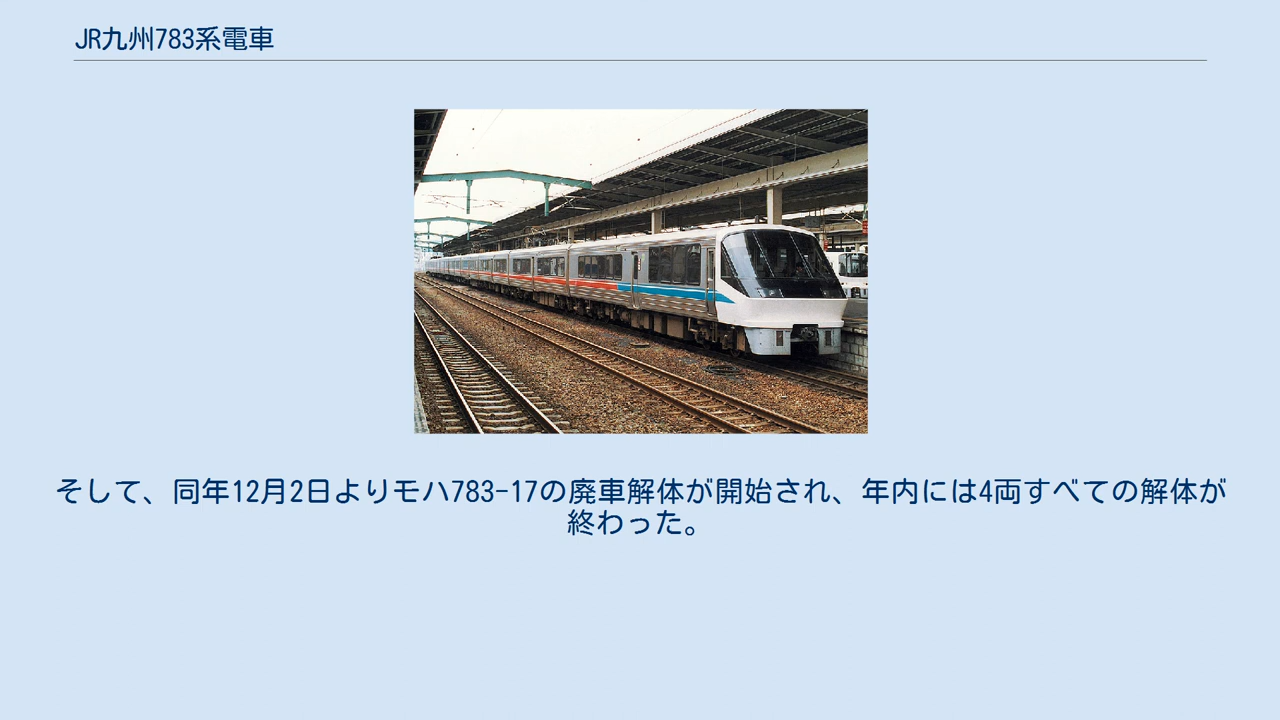 JR九州783系電車
そして、同年12月2日よりモハ783-17の廃車解体が開始され、年内には4両すべての解体が
終わった。